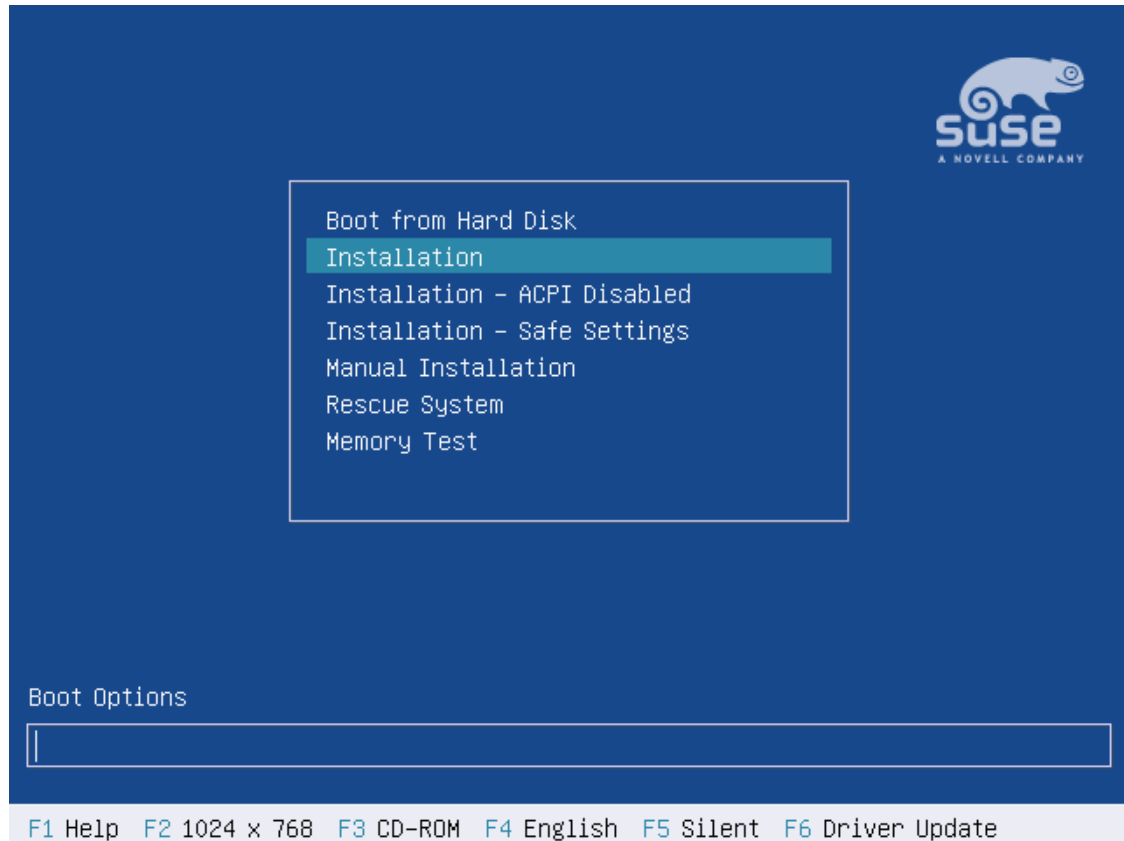 suse
A NOVELL COMPANY
Boot from Hard Disk
Installation
Installation – ACPI Disabled
Installation – Safe Settings
Manual Installation
Rescue System
Memory Test
Boot Options
F1 Help F2 1024 x 768 F3 CD-ROM F4 English F5 Silent F6 Driver Update